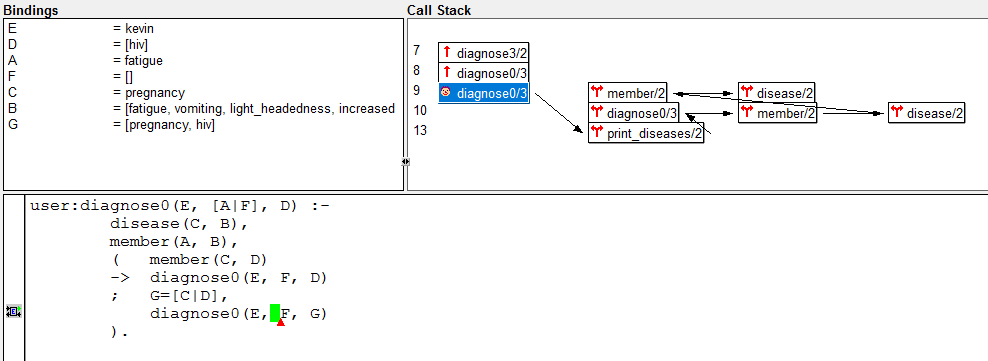 Bindings
E = kevin
D = [hiv]
A = fatigue
F = []
C = pregnancy
B = [fatigue, vomiting, light_headedness, increased
G = [pregnancy, hiv]
Call Stack
7 diagnose3/2
8 diagnose0/3
9 diagnose0/3 member/2 disease/2
10 diagnose0/3 member/2 disease/2
13 print_diseases/2
user:diagnose0(E, [A|F], D) :-
disease(C, B),
member(A, B),
( member(C, D)
-> diagnose0(E, F, D)
; G=[C|D],
diagnose0(E, F, G)
).